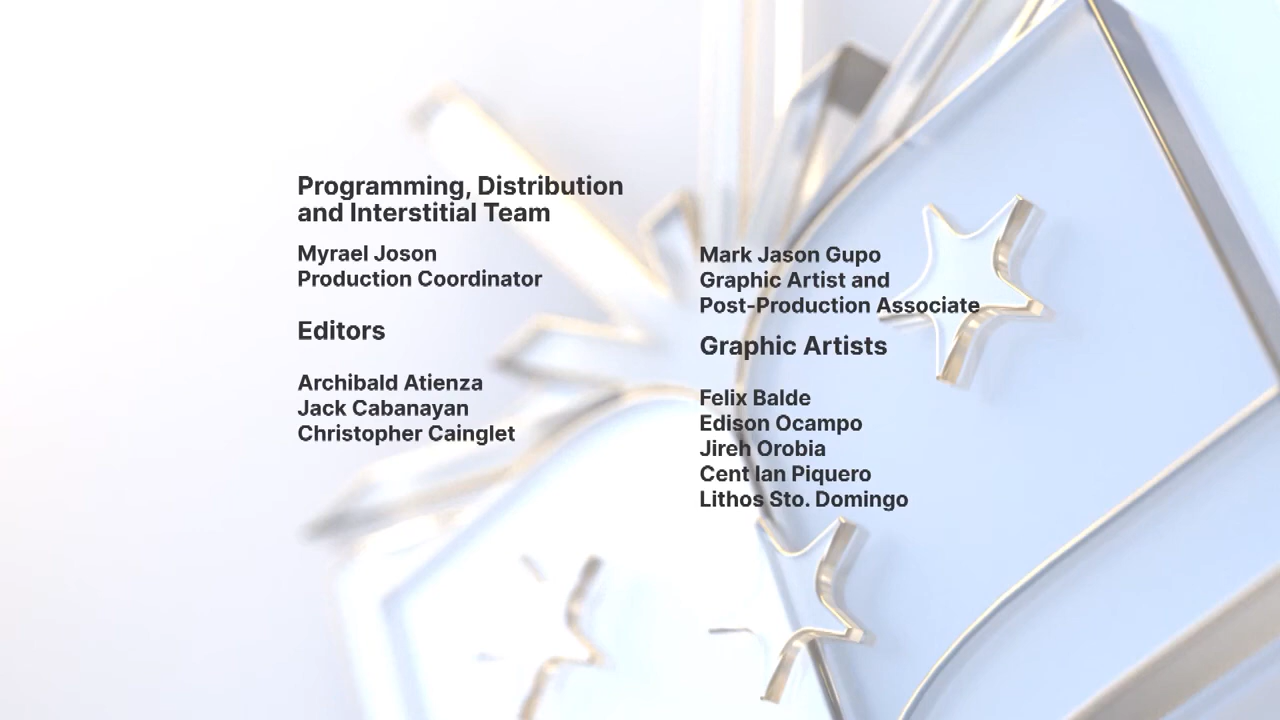 Programming, Distribution
and Interstitial Team
Myrael Joson
Production Coordinator
Editors
Archibald Atienza
Jack Cabanayan
Christopher Cainglet
Mark Jason Gupo
Graphic Artist and
Post-Production Associate
Graphic Artists
Felix Balde
Edison Ocampo
Jireh Orobia
Cent Ian Piquero
Lithos Sto. Domingo